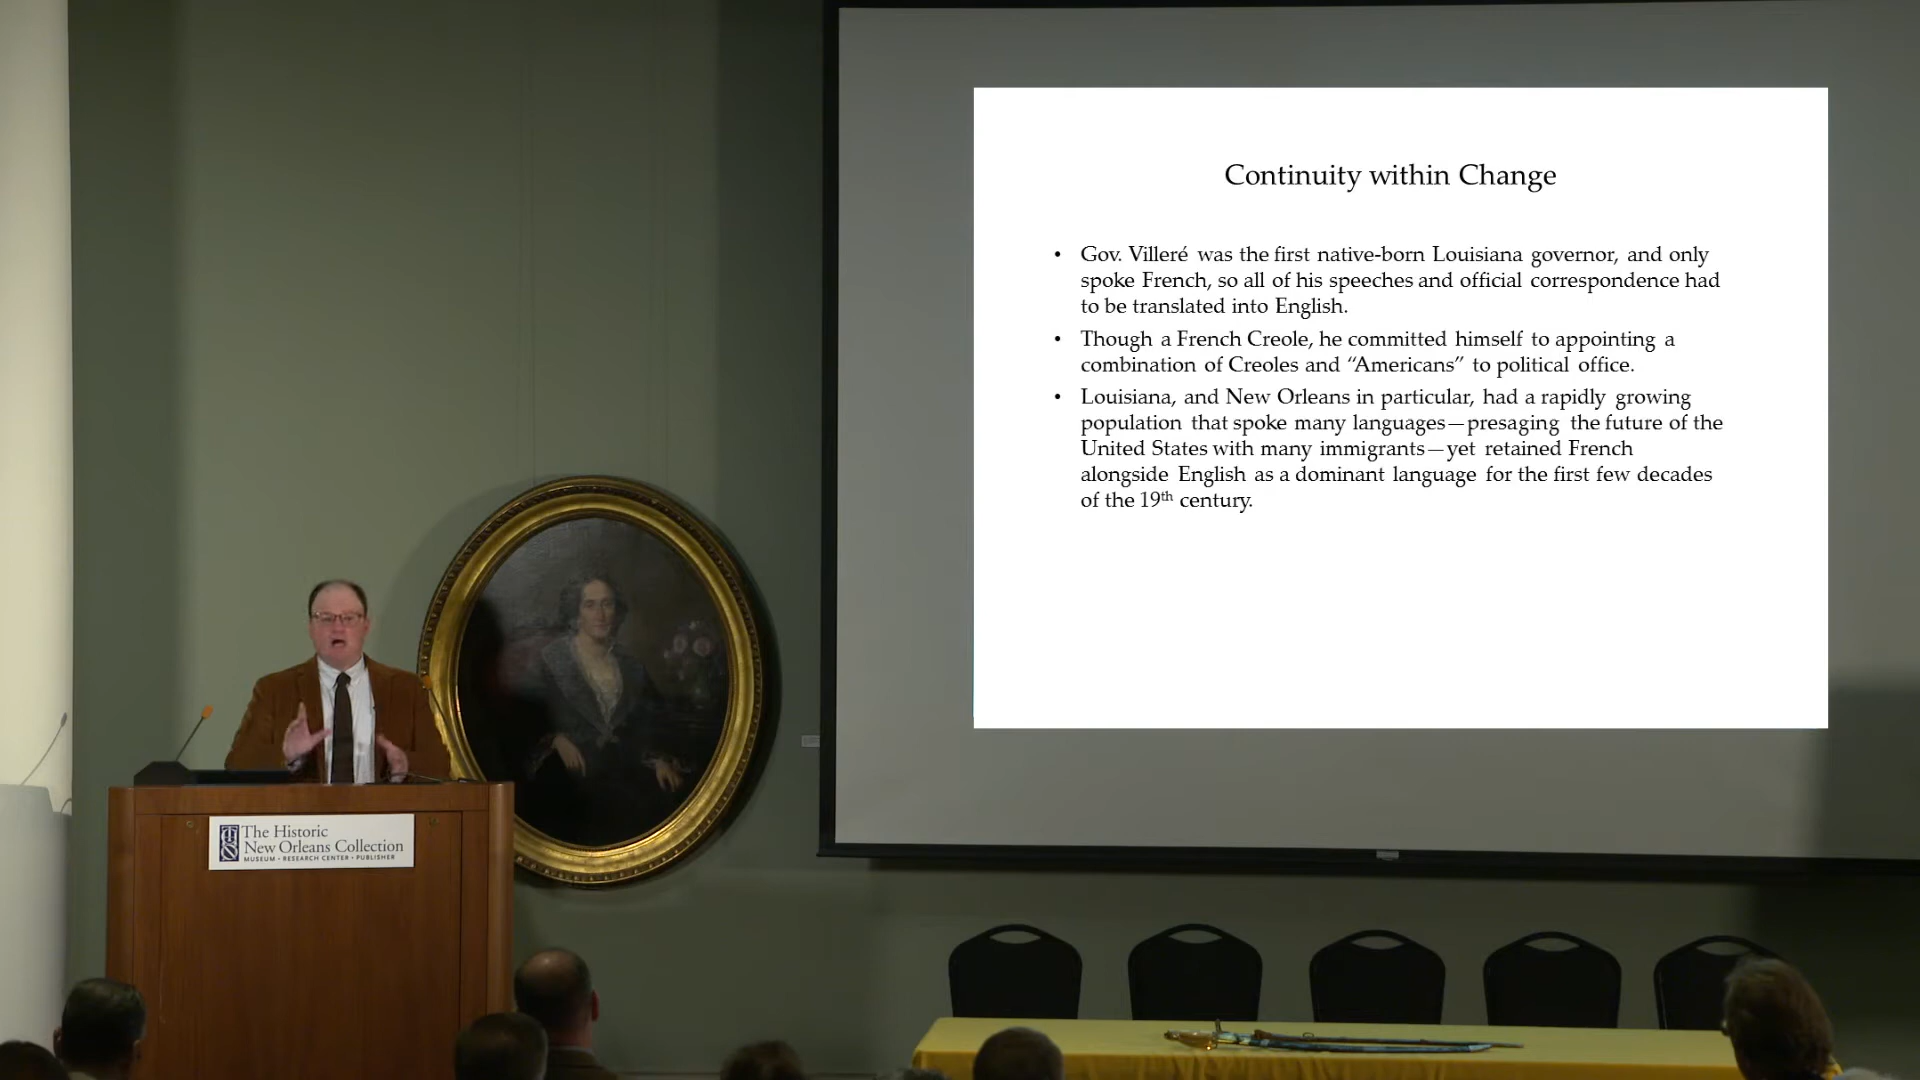 Continuity within Change
• Gov. Villeré was the first native-born Louisiana governor, and only
spoke French, so all of his speeches and official correspondence had
to be translated into English.
• Though a French Creole, he committed himself to appointing a
combination of Creoles and “Americans” to political office.
• Louisiana, and New Orleans in particular, had a rapidly growing
population that spoke many languages—presaging the future of the
United States with many immigrants—yet retained French
alongside English as a dominant language for the first few decades
of the 19th century.
The Historic
New Orleans Collection
MUSEUM • RESEARCH CENTER • PUBLISHER